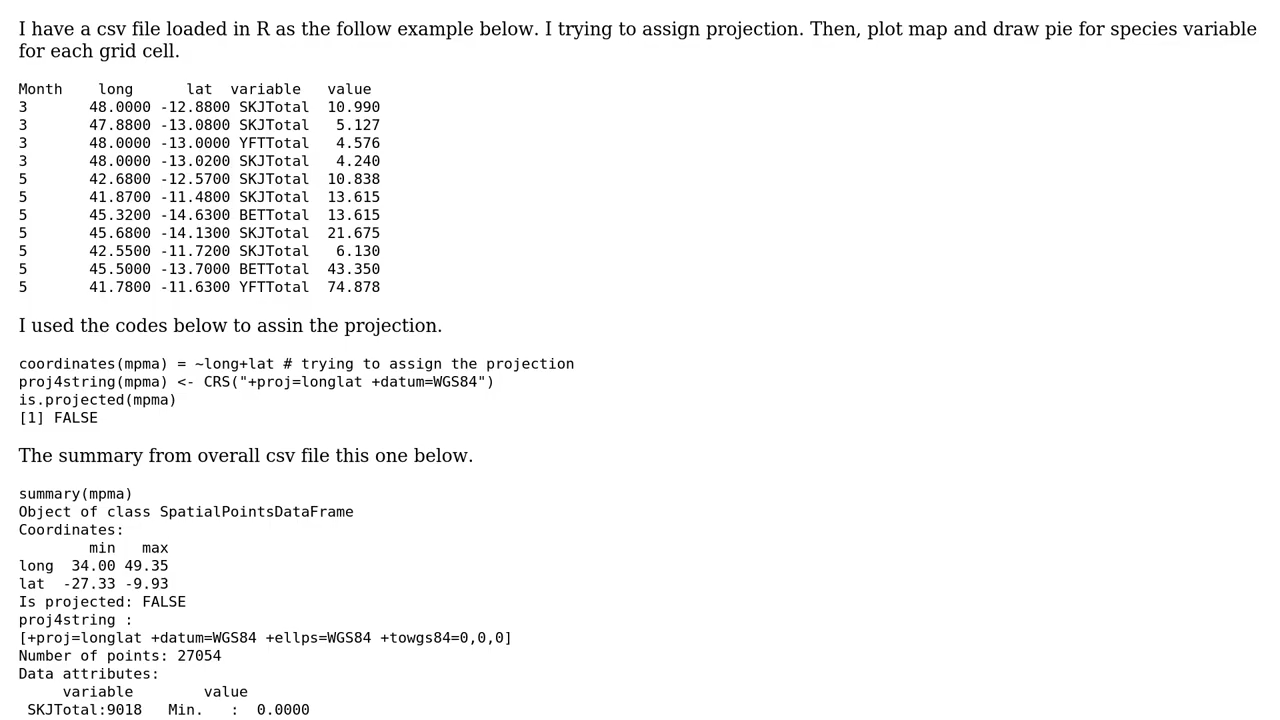 I have a csv file loaded in R as the follow example below. I trying to assign projection. Then, plot map and draw pie for species variable
for each grid cell.
Month    long      lat  variable   value
3       48.0000 -12.8800 SKJTotal  10.990
3       47.8800 -13.0800 SKJTotal   5.127
3       48.0000 -13.0000 YFTTotal   4.576
3       48.0000 -13.0200 SKJTotal   4.240
5       42.6800 -12.5700 SKJTotal  10.838
5       41.8700 -11.4800 SKJTotal  13.615
5       45.3200 -14.6300 BETTotal  13.615
5       45.6800 -14.1300 SKJTotal  21.675
5       42.5500 -11.7200 SKJTotal   6.130
5       45.5000 -13.7000 BETTotal  43.350
5       41.7800 -11.6300 YFTTotal  74.878
I used the codes below to assin the projection.
coordinates(mpma) = ~long+lat # trying to assign the projection
proj4string(mpma) <- CRS("+proj=longlat +datum=WGS84")
is.projected(mpma)
[1] FALSE
The summary from overall csv file this one below.
summary(mpma)
Object of class SpatialPointsDataFrame
Coordinates:
        min   max
long  34.00 49.35
lat  -27.33 -9.93
Is projected: FALSE
proj4string :
[+proj=longlat +datum=WGS84 +ellps=WGS84 +towgs84=0,0,0]
Number of points: 27054
Data attributes:
     variable        value
 SKJTotal:9018   Min.   :  0.0000